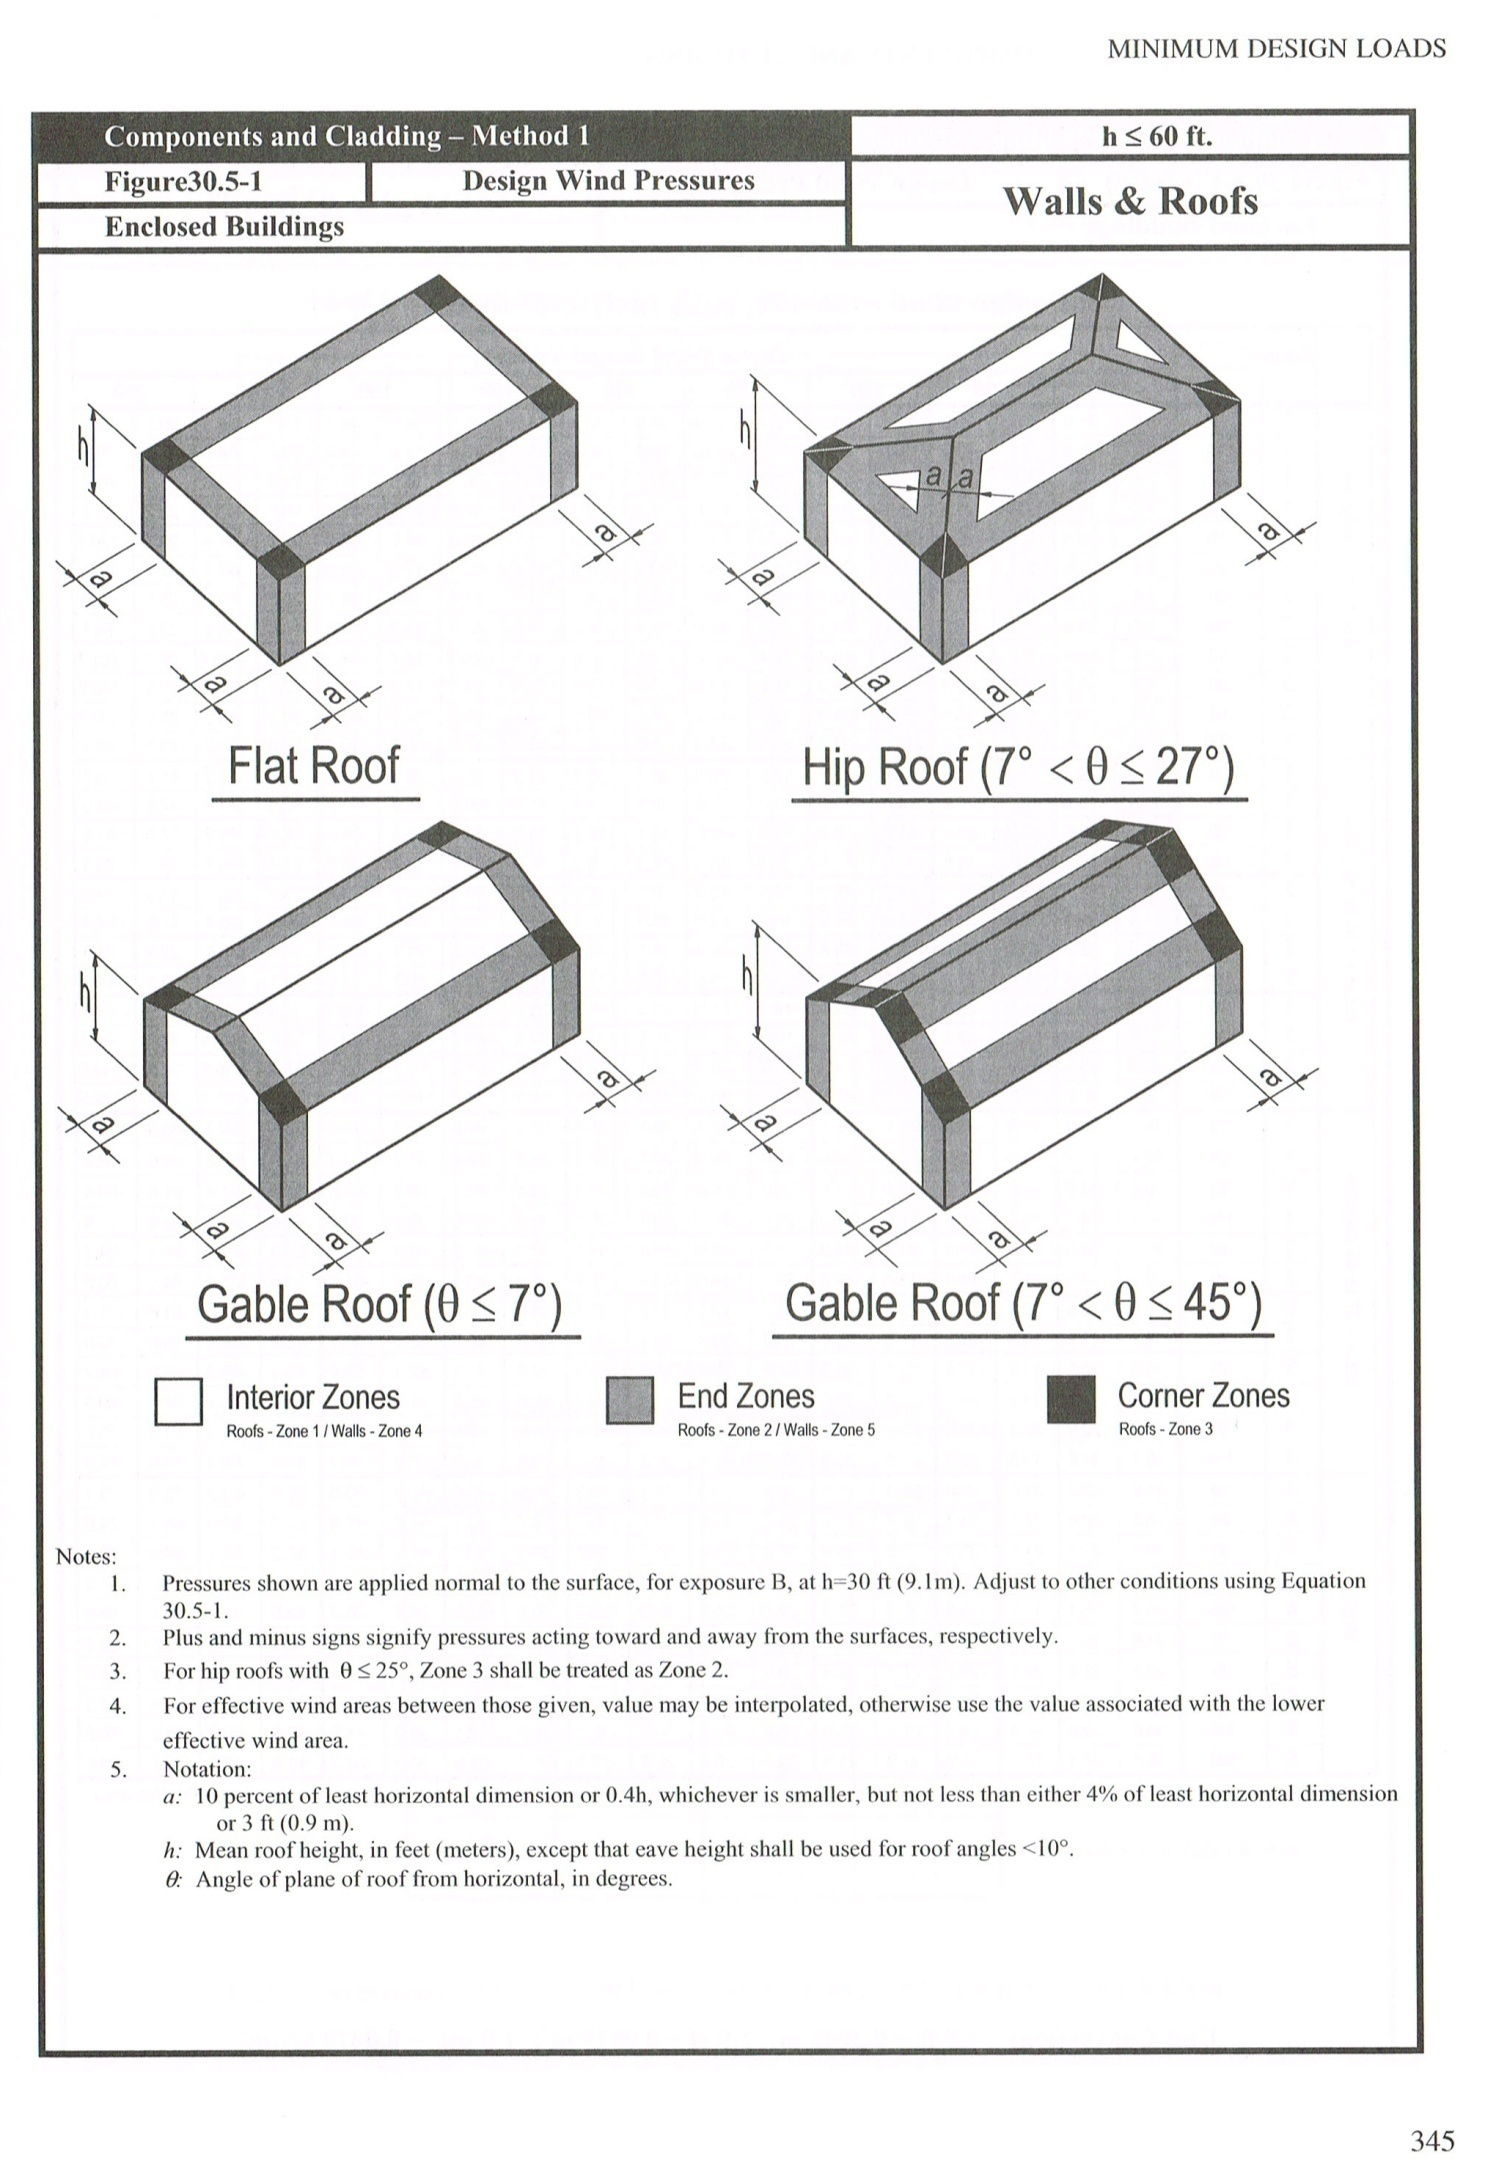 MINIMUM DESIGN LOADS
Components and Cladding – Method 1
h ≤ 60 ft.
Figure30.5-1
Design Wind Pressures
Walls & Roofs
Enclosed Buildings
h
h
a a
a
a
a
a
a
a
a
a
Flat Roof
Hip Roof (7° < θ ≤ 27°)
h
h
a
a
a
a
a
a
a
a
Gable Roof (θ ≤ 7°)
Gable Roof (7° < θ ≤ 45°)
Interior Zones
Roofs - Zone 1 / Walls - Zone 4
End Zones
Roofs - Zone 2 / Walls - Zone 5
Corner Zones
Roofs - Zone 3
Notes:
1. Pressures shown are applied normal to the surface, for exposure B, at h=30 ft (9.1m). Adjust to other conditions using Equation
30.5-1.
2. Plus and minus signs signify pressures acting toward and away from the surfaces, respectively.
3. For hip roofs with θ ≤ 25°, Zone 3 shall be treated as Zone 2.
4. For effective wind areas between those given, value may be interpolated, otherwise use the value associated with the lower
effective wind area.
5. Notation:
a: 10 percent of least horizontal dimension or 0.4h, whichever is smaller, but not less than either 4% of least horizontal dimension
or 3 ft (0.9 m).
h: Mean roof height, in feet (meters), except that eave height shall be used for roof angles <10°.
θ: Angle of plane of roof from horizontal, in degrees.
345